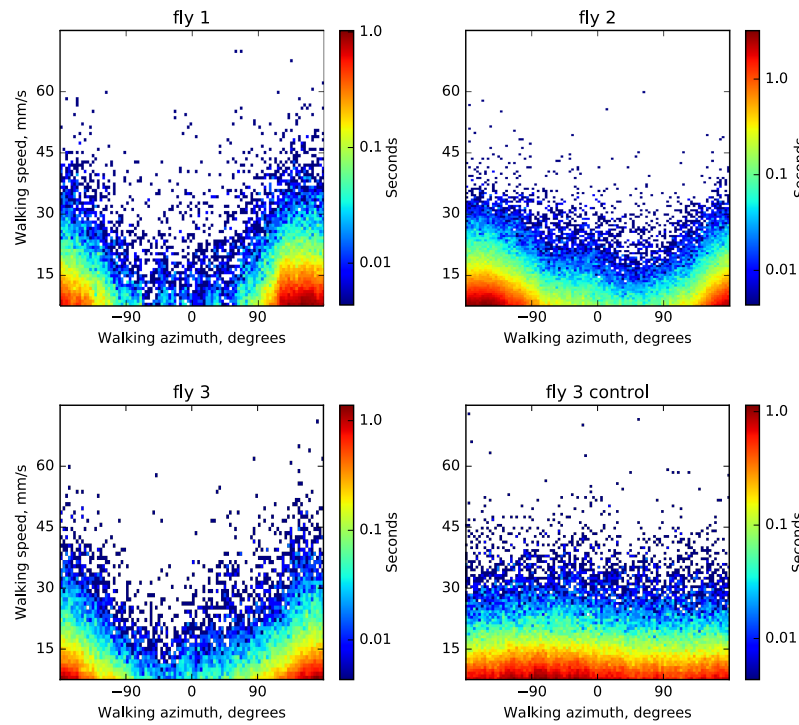 fly 1
fly 2
Walking speed, mm/s
60
45
30
15
−90
0
90
Walking azimuth, degrees
1.0
0.1
0.01
Seconds
60
45
30
15
−90
0
90
Walking azimuth, degrees
1.0
0.1
0.01
Seconds
fly 3
fly 3 control
Walking speed, mm/s
60
45
30
15
−90
0
90
Walking azimuth, degrees
1.0
0.1
0.01
Seconds
60
45
30
15
−90
0
90
Walking azimuth, degrees
1.0
0.1
0.01
Seconds